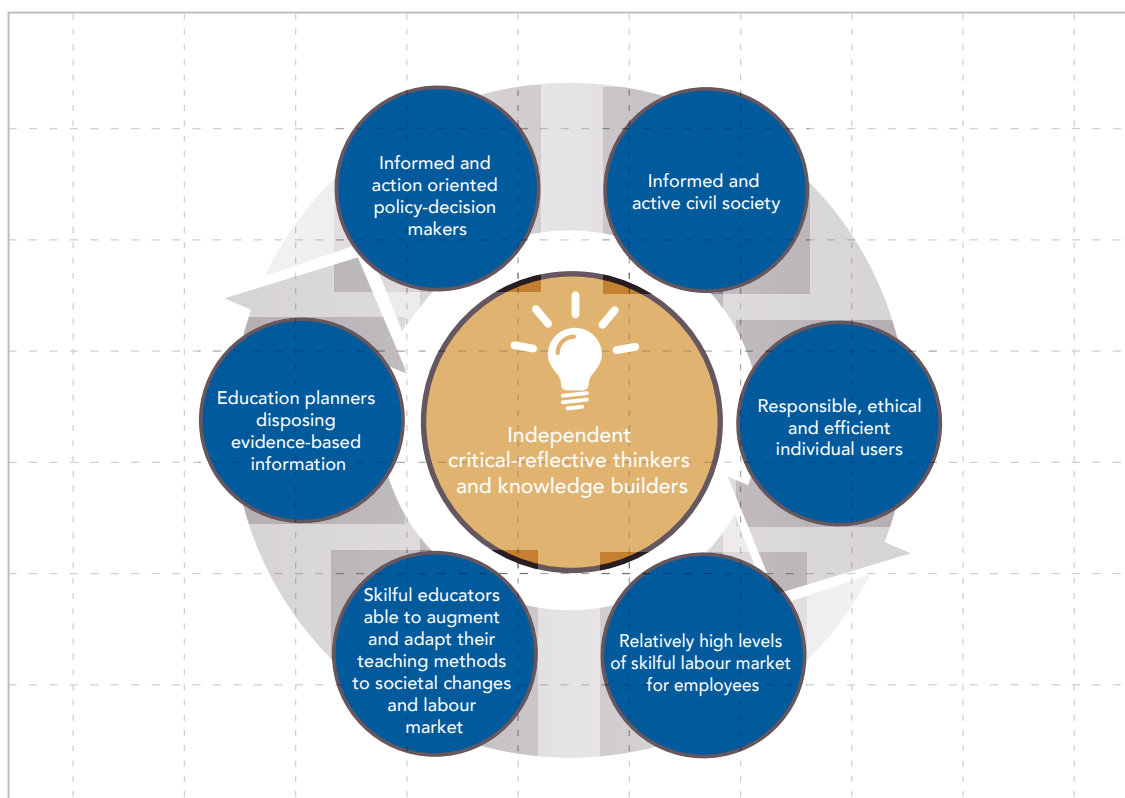 Informed and
action oriented
policy-decision
makers
Informed and
active civil society
Education planners
disposing
evidence-based
information
Independent
critical-reflective thinkers
and knowledge builders
Responsible, ethical
and efficient
individual users
Skilful educators
able to augment
and adapt their
teaching methods
to societal changes
and labour
market
Relatively high levels
of skilful labour market
for employees